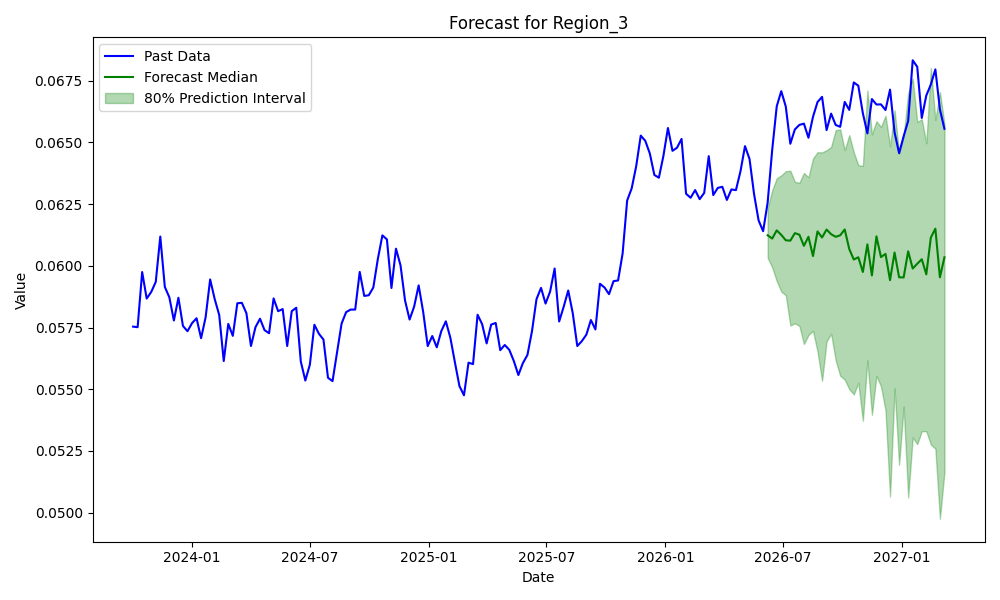 Forecast for Region_3
Past Data
Forecast Median
80% Prediction Interval
Value
0.0675
0.0650
0.0625
0.0600
0.0575
0.0550
0.0525
0.0500
2024-01 2024-07 2025-01 2025-07 2026-01 2026-07 2027-01
Date